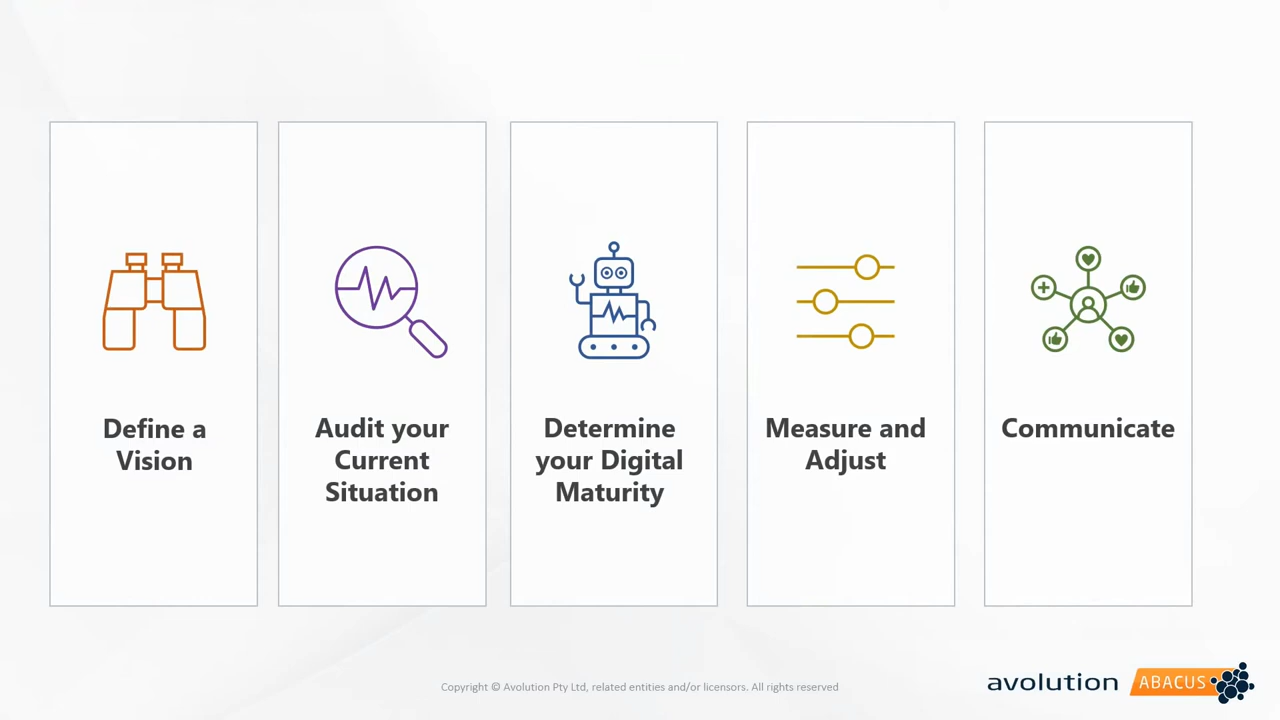 Define a
Vision
Audit your
Current
Situation
Determine
your Digital
Maturity
Measure and
Adjust
Communicate
Copyright © Avolution Pty Ltd, related entities and/or licensors. All rights reserved
avolution ABACUS